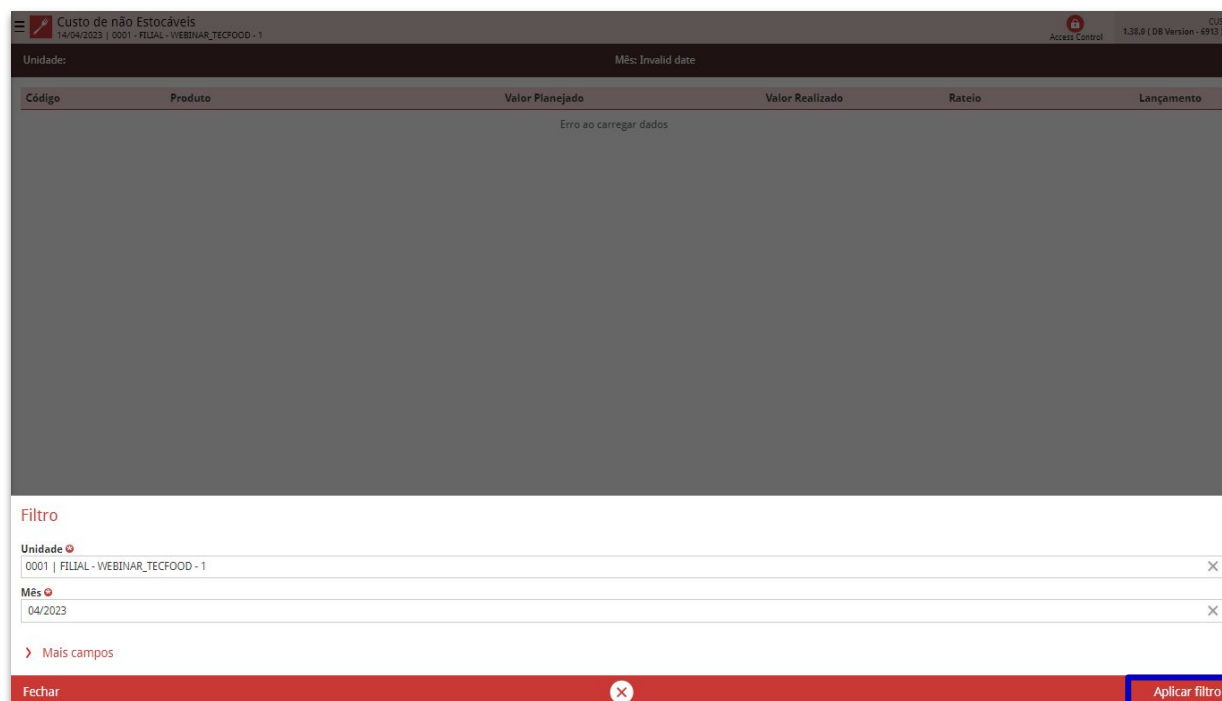 Custo de não Estocáveis
14/04/2023 | 0001 - FILIAL - WEBINAR_TECFOOD - 1
Access Control
CUS
1.38.0 ( DB Version - 6913
Unidade:
Mês: Invalid date
Código Produto Valor Planejado Valor Realizado Rateio Lançamento
Erro ao carregar dados
Filtro
Unidade
0001 | FILIAL - WEBINAR_TECFOOD - 1
Mês
04/2023
Mais campos
Fechar
Aplicar filtro